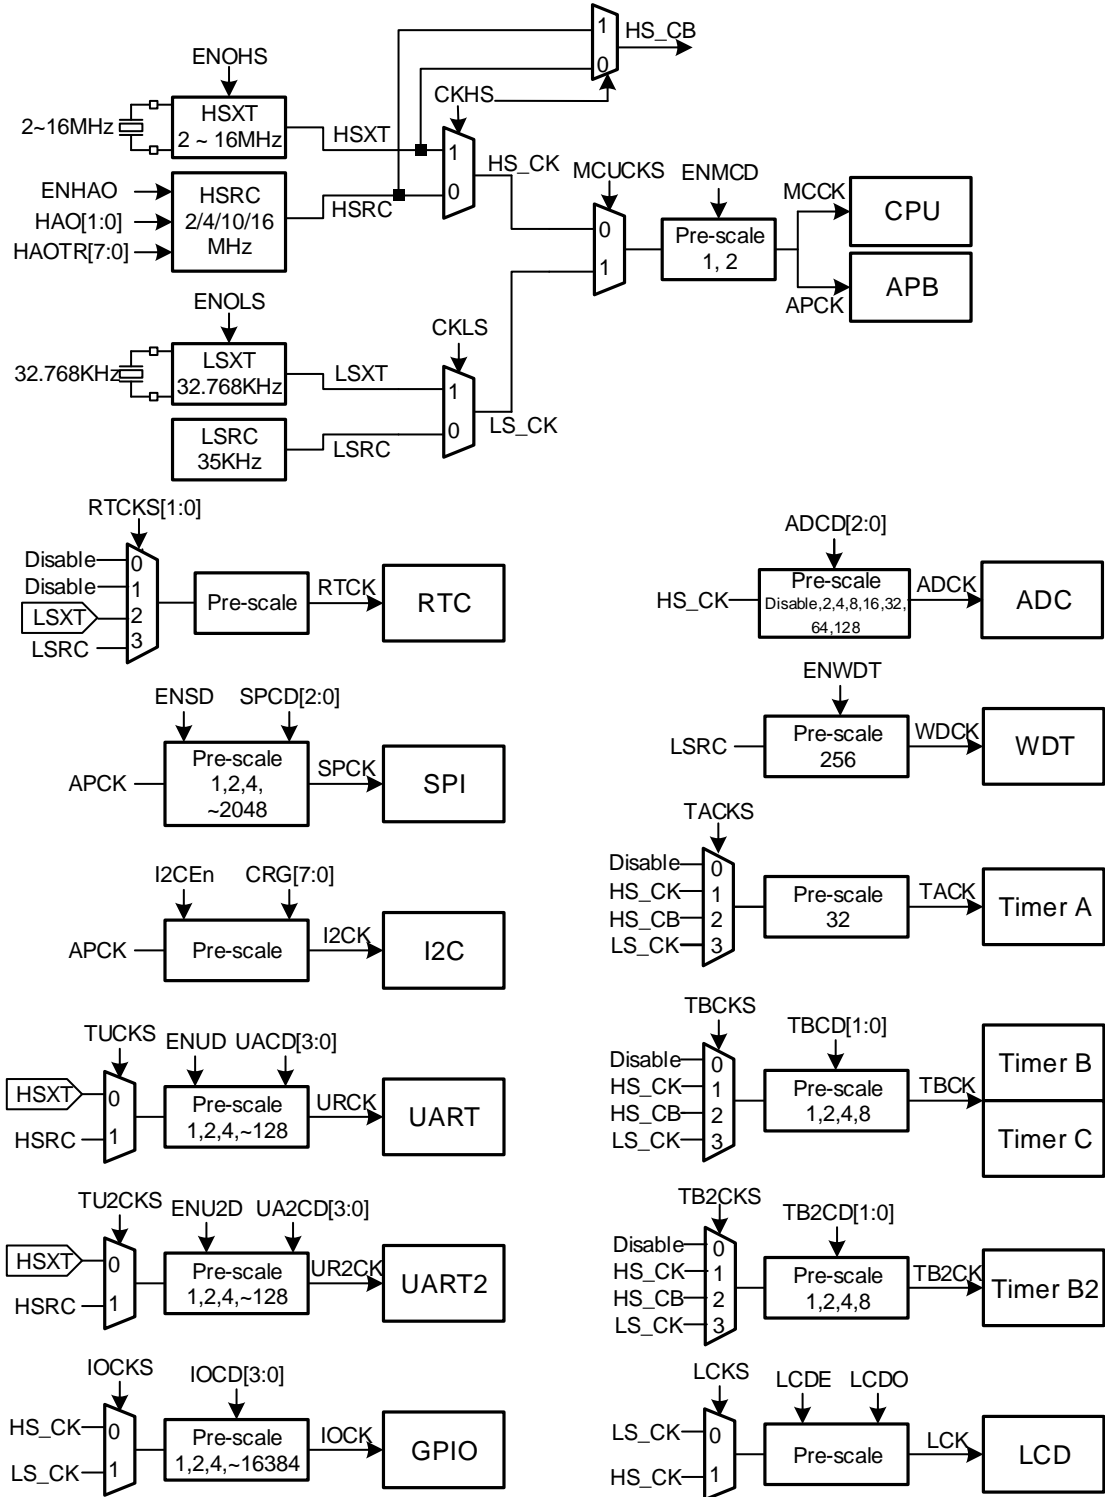 HS_CB
1
0
ENOHS
CKHS
2~16MHz
HSXT
2 ~ 16MHz
HSXT
1
0
HS_CK
ENHAO
HAO[1:0]
HAOTR[7:0]
HSRC
2/4/10/16
MHz
HSRC
MCUCKS
0
1
ENMCD
Pre-scale
1, 2
MCCK
CPU
APCK
APB
ENOLS
32.768KHz
LSXT
32.768KHz
LSXT
CKLS
1
0
LS_CK
LSRC
35KHz
LSRC
RTCKS[1:0]
Disable
0
Disable
1
LSXT
2
LSRC
3
Pre-scale
RTCK
RTC
ADCD[2:0]
HS_CK
Pre-scale
Disable,2,4,8,16,32,
64,128
ADCK
ADC
ENSD
SPCD[2:0]
APCK
Pre-scale
1,2,4,
~2048
SPCK
SPI
ENWDT
LSRC
Pre-scale
256
WDCK
WDT
I2CEn
CRG[7:0]
APCK
Pre-scale
I2CK
I2C
TACKS
Disable
0
HS_CK
1
HS_CB
2
LS_CK
3
Pre-scale
32
TACK
Timer A
TUCKS
ENUD
UACD[3:0]
HSXT
0
HSRC
1
Pre-scale
1,2,4,~128
URCK
UART
TBCKS
TBCD[1:0]
Disable
0
HS_CK
1
HS_CB
2
LS_CK
3
Pre-scale
1,2,4,8
TBCK
Timer B
Timer C
TU2CKS
ENU2D
UA2CD[3:0]
HSXT
0
HSRC
1
Pre-scale
1,2,4,~128
UR2CK
UART2
TB2CKS
TB2CD[1:0]
Disable
0
HS_CK
1
HS_CB
2
LS_CK
3
Pre-scale
1,2,4,8
TB2CK
Timer B2
IOCKS
IOCD[3:0]
HS_CK
0
LS_CK
1
Pre-scale
1,2,4,~16384
IOCK
GPIO
LCKS
LCDE
LCDO
LS_CK
0
HS_CK
1
Pre-scale
LCK
LCD